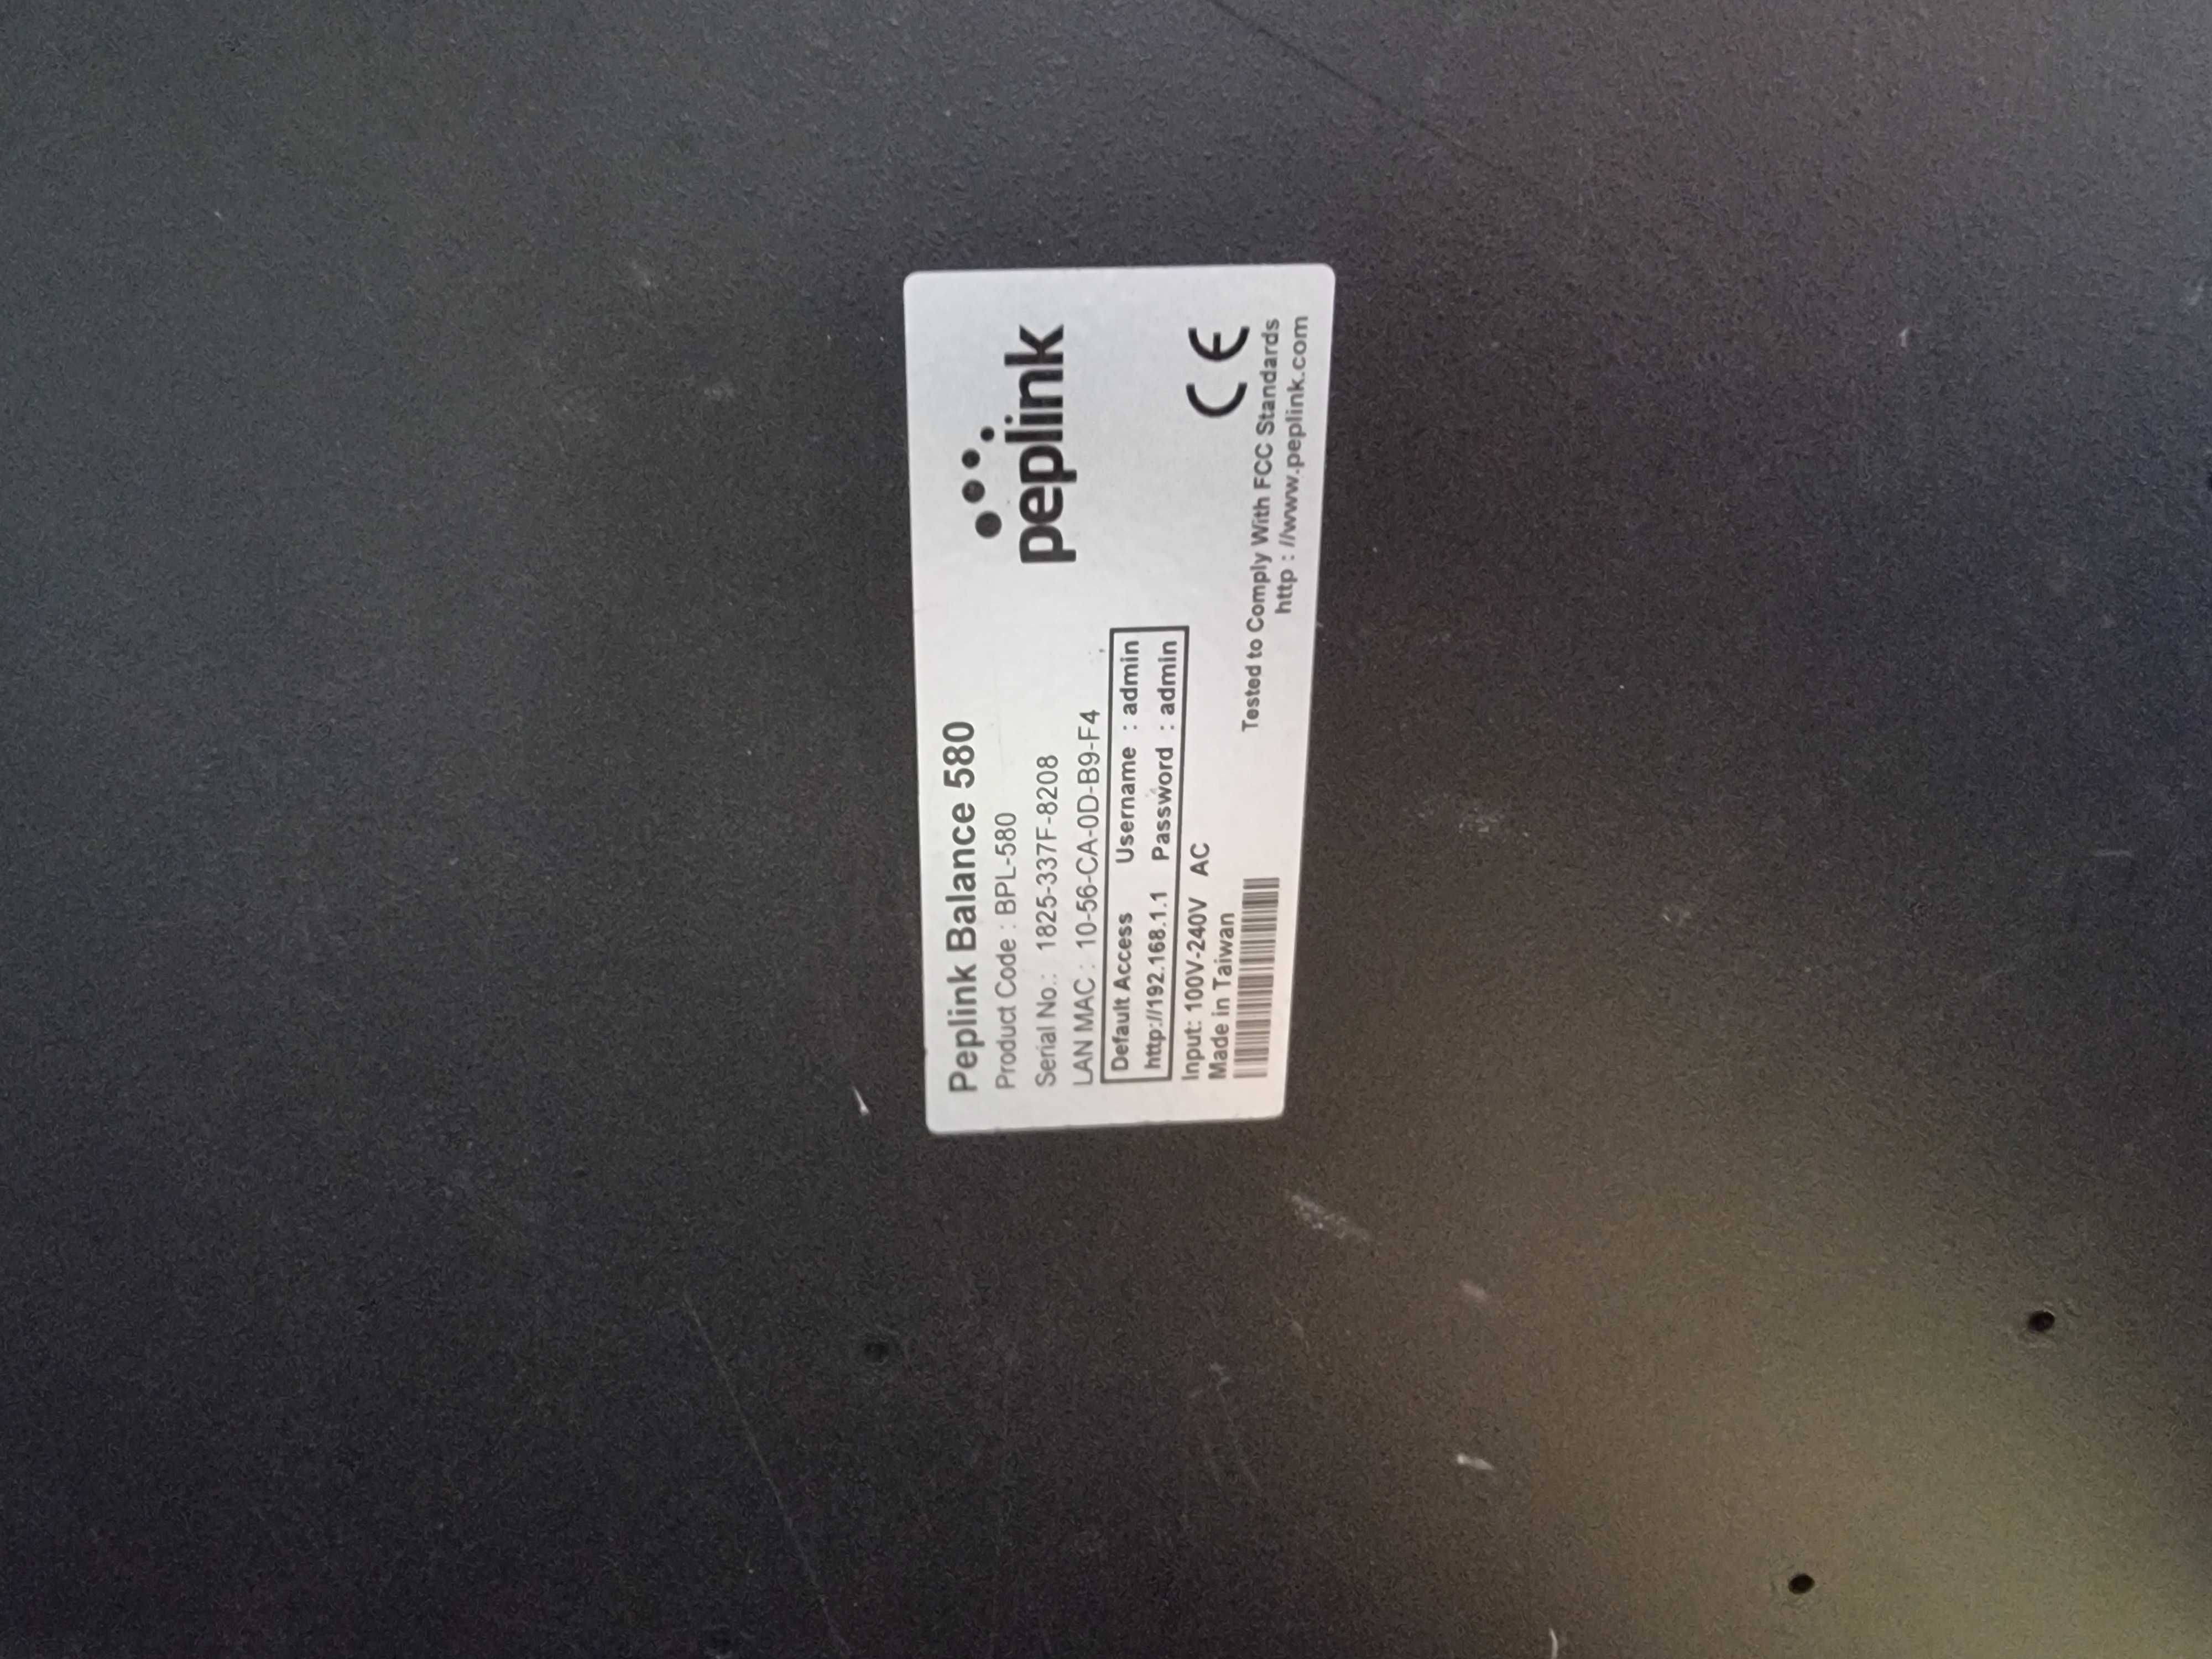 Peplink Balance 580
Product Code : BPL-580
peplink
Serial No.: 1825-337F-8208
LAN MAC : 10-56-CA-0D-B9-F4
Default Access Username : admin
http://192.168.1.1 Password : admin
Input: 100V-240V AC
Made in Taiwan
CE
Tested to Comply With FCC Standards
http : //www.peplink.com